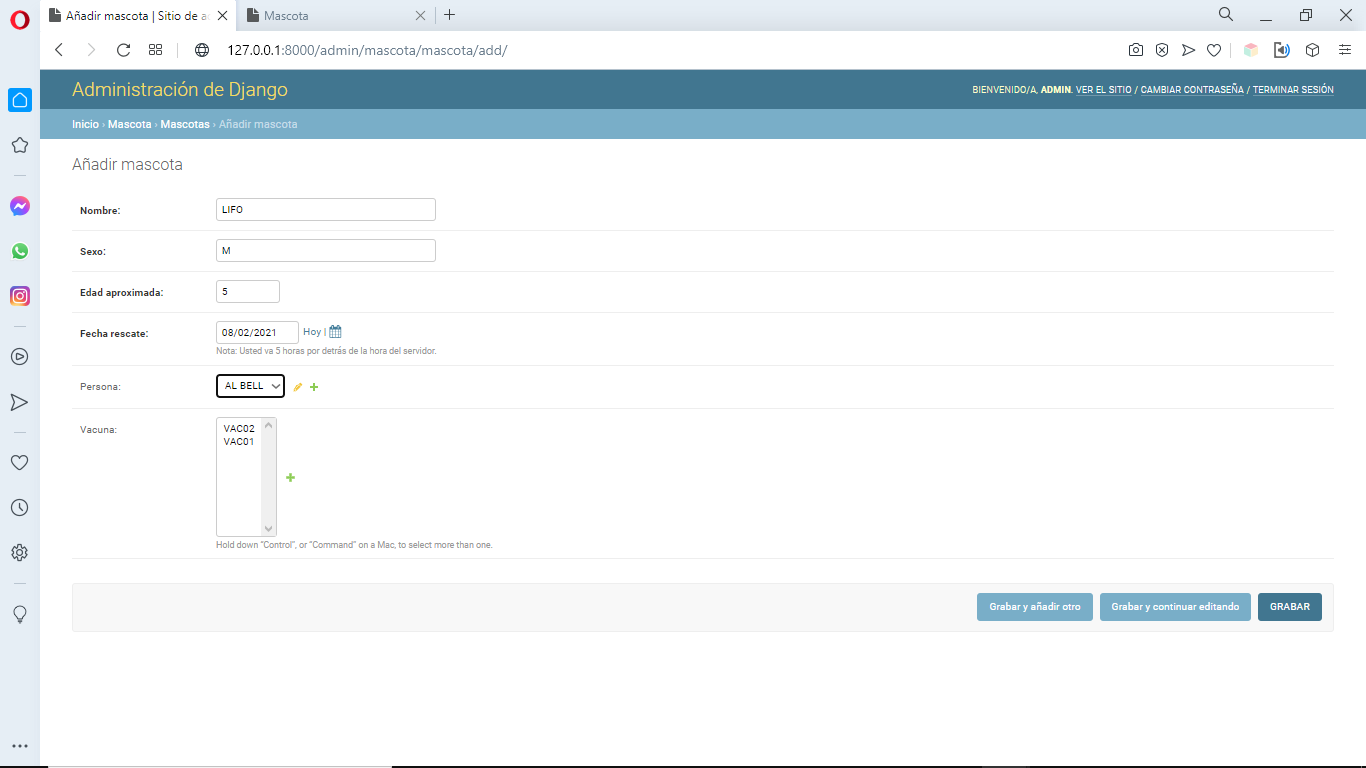 Añadir mascota | Sitio de a
Mascota
127.0.0.1:8000/admin/mascota/mascota/add/
Administración de Django
BIENVENIDO/A, ADMIN. VER EL SITIO / CAMBIAR CONTRASEÑA / TERMINAR SESIÓN
Inicio › Mascota › Mascotas › Añadir mascota
Añadir mascota
Nombre: LIFO
Sexo: M
Edad aproximada: 5
Fecha rescate: 08/02/2021 Hoy |
Nota: Usted va 5 horas por detrás de la hora del servidor.
Persona: AL BELL
Vacuna: VAC02
VAC01
Hold down “Control”, or “Command” on a Mac, to select more than one.
Grabar y añadir otro Grabar y continuar editando GRABAR